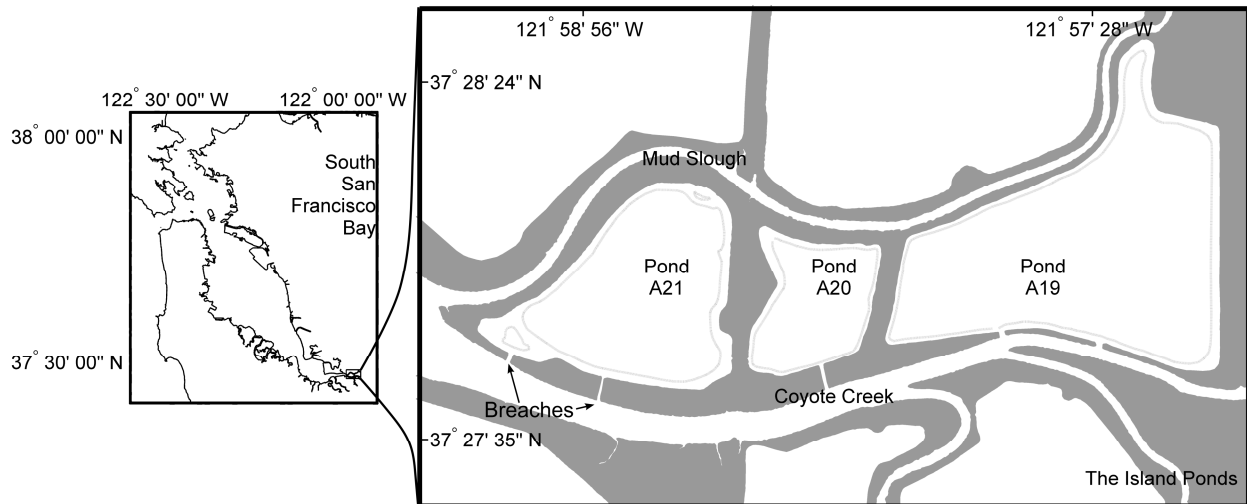 122° 30' 00" W
122° 00' 00" W
38° 00' 00" N
South
San
Francisco
Bay
37° 30' 00" N
121° 58' 56" W
121° 57' 28" W
37° 28' 24" N
Mud Slough
Pond
A21
Pond
A20
Pond
A19
Breaches
Coyote Creek
37° 27' 35" N
The Island Ponds